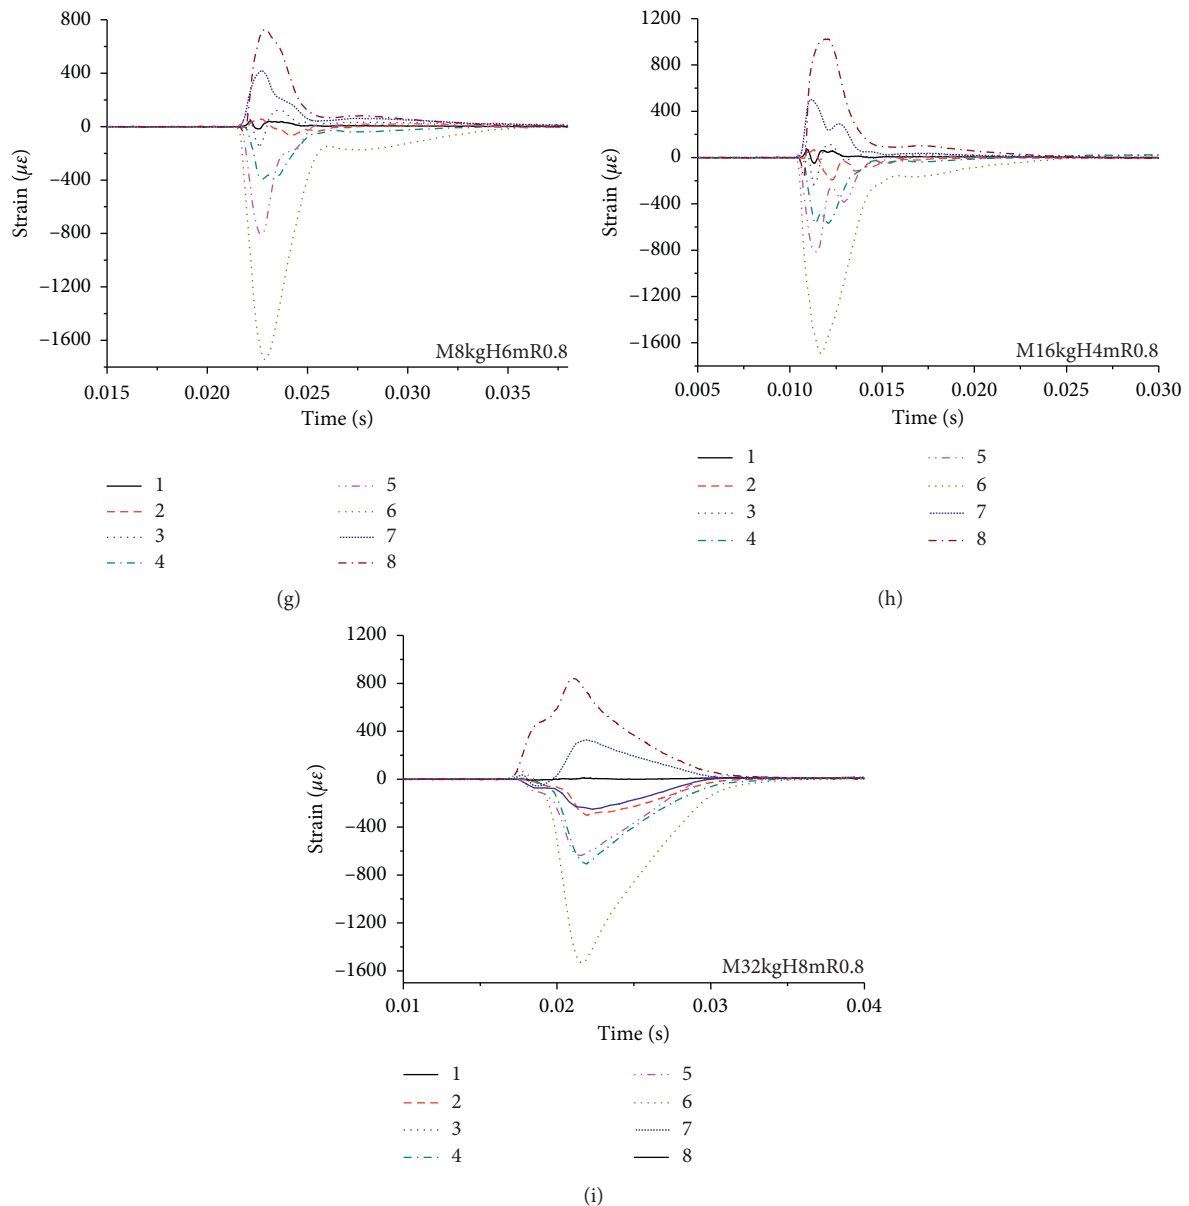 800
400
0
−400
−800
−1200
−1600
Strain (με)
M8kgH6mR0.8
0.015 0.020 0.025 0.030 0.035
Time (s)
1 5
2 6
3 7
4 8
(g)
1200
800
400
0
−400
−800
−1200
−1600
Strain (με)
M16kgH4mR0.8
0.005 0.010 0.015 0.020 0.025 0.030
Time (s)
1 5
2 6
3 7
4 8
(h)
1200
800
400
0
−400
−800
−1200
−1600
Strain (με)
M32kgH8mR0.8
0.01 0.02 0.03 0.04
Time (s)
1 5
2 6
3 7
4 8
(i)